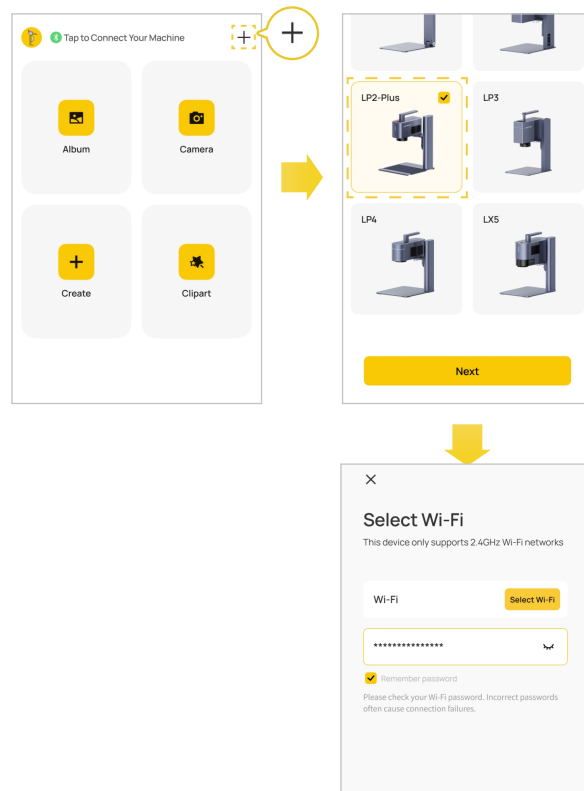 Tap to Connect Your Machine
Album
Camera
Create
Clipart
LP2-Plus
LP3
LP4
LX5
Next
Select Wi-Fi
This device only supports 2.4GHz Wi-Fi networks
Wi-Fi
Select Wi-Fi
***************
Remember password
Please check your Wi-Fi password. Incorrect passwords
often cause connection failures.